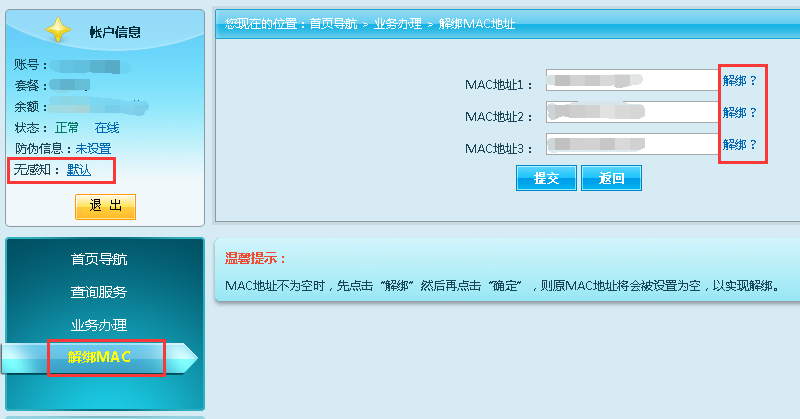 帐户信息
账号：
套餐：
余额：
状态： 正常 在线
防伪信息：未设置
无感知： 默认
退 出
首页导航
查询服务
业务办理
解绑MAC
您现在的位置：首页导航 > 业务办理 > 解绑MAC地址
MAC地址1： 解绑？
MAC地址2： 解绑？
MAC地址3： 解绑？
提交 返回
温馨提示：
MAC地址不为空时，先点击“解绑”然后再点击“确定”，则原MAC地址将会被设置为空，以实现解绑。